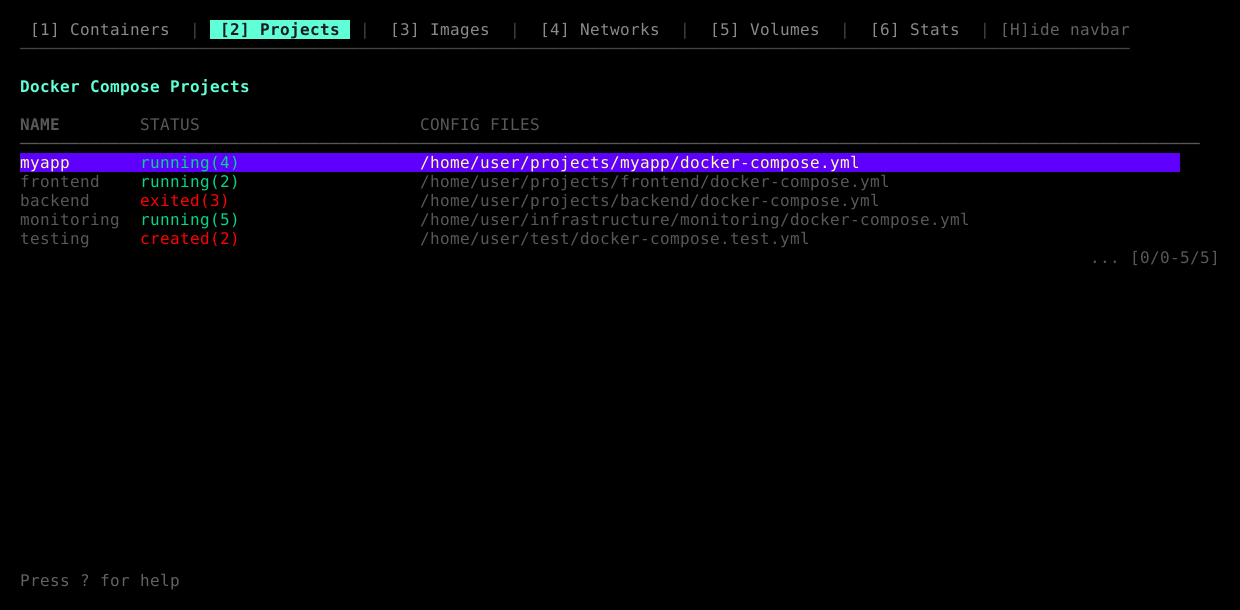 [1] Containers | [2] Projects | [3] Images | [4] Networks | [5] Volumes | [6] Stats | [H]ide navbar
Docker Compose Projects
NAME STATUS CONFIG FILES
myapp running(4) /home/user/projects/myapp/docker-compose.yml
frontend running(2) /home/user/projects/frontend/docker-compose.yml
backend exited(3) /home/user/projects/backend/docker-compose.yml
monitoring running(5) /home/user/infrastructure/monitoring/docker-compose.yml
testing created(2) /home/user/test/docker-compose.test.yml
... [0/0-5/5]
Press ? for help